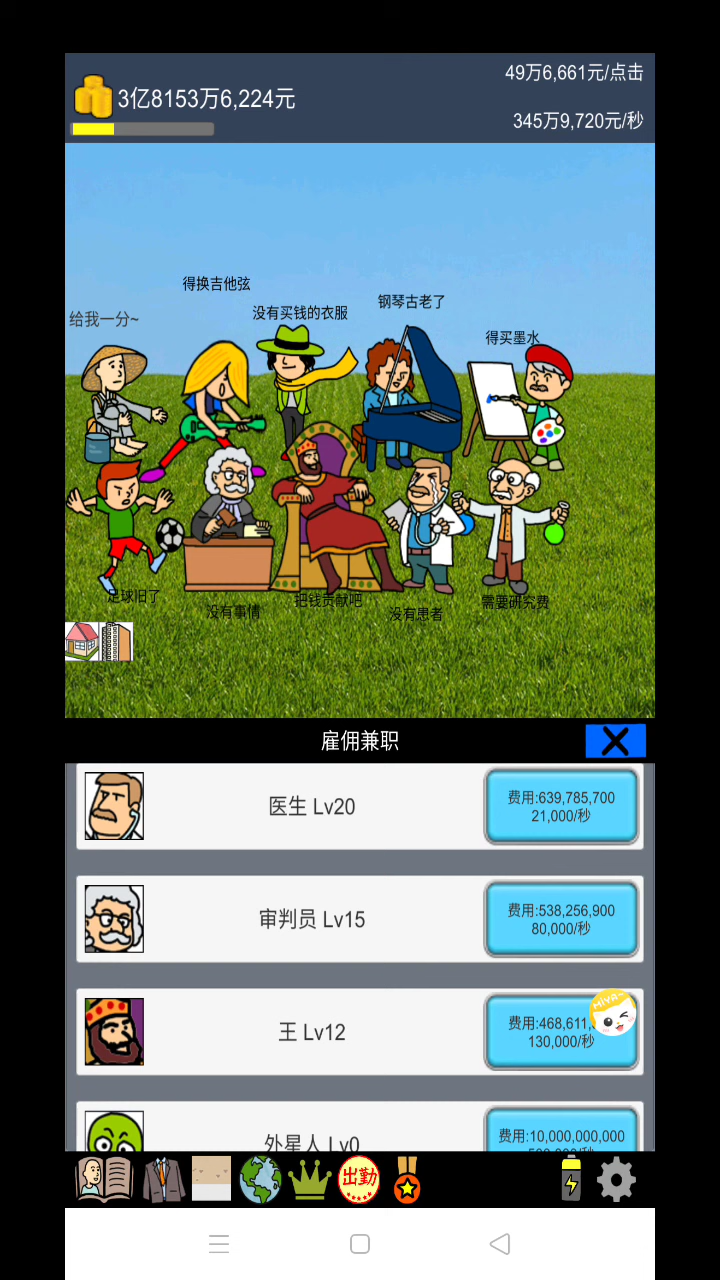 49万6,661元/点击
3亿8153万6,224元
345万9,720元/秒
得换吉他弦
钢琴古老了
没有买钱的衣服
给我一分~
得买墨水
足球旧了
没有事情
把钱贡献吧
没有患者
需要研究费
雇佣兼职
医生 Lv20
费用:639,785,700
21,000/秒
审判员 Lv15
费用:538,256,900
80,000/秒
王 Lv12
费用:468,611,
130,000/秒
MIYA~
外星人 Lv0
费用:10,000,000,000
出勤